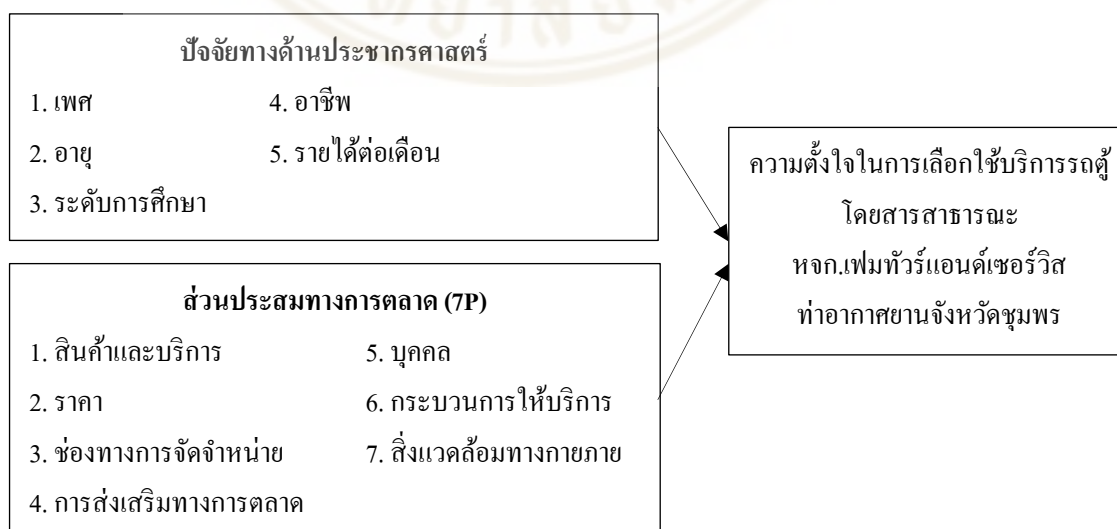 ปัจจัยทางด้านประชากรศาสตร์
1. เพศ
4. อาชีพ
2. อายุ
5. รายได้ต่อเดือน
3. ระดับการศึกษา
ความตั้งใจในการเลือกใช้บริการรถตู้
โดยสารสาธารณะ
หจก.เฟมทัวร์แอนด์เซอร์วิส
ท่าอากาศยานจังหวัดชุมพร
ส่วนประสมทางการตลาด (7P)
1. สินค้าและบริการ
5. บุคคล
2. ราคา
6. กระบวนการให้บริการ
3. ช่องทางการจัดจำหน่าย
7. สิ่งแวดล้อมทางกายภาย
4. การส่งเสริมทางการตลาด